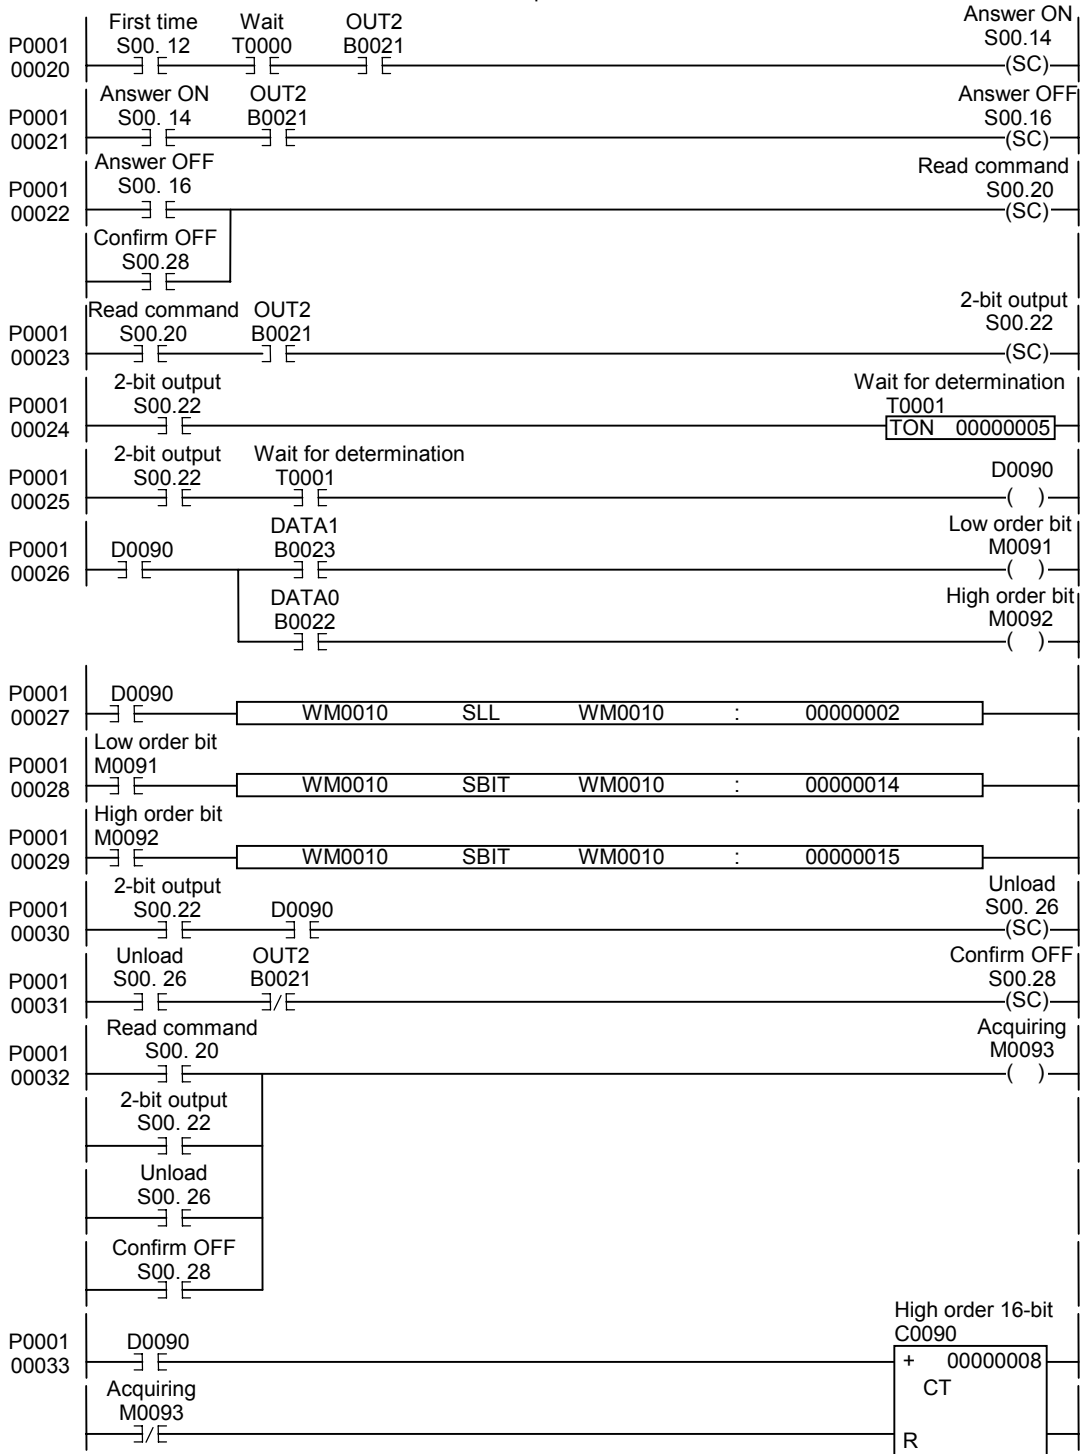 First time Wait OUT2 Answer ON
P0001 S00. 12 T0000 B0021 S00.14
00020 (SC)
Answer ON OUT2 Answer OFF
P0001 S00. 14 B0021 S00.16
00021 (SC)
Answer OFF Read command
P0001 S00. 16 S00.20
00022 (SC)
Confirm OFF
S00.28
Read command OUT2 2-bit output
P0001 S00.20 B0021 S00.22
00023 (SC)
2-bit output Wait for determination
P0001 S00.22 T0001
00024 TON 00000005
2-bit output Wait for determination
P0001 S00.22 T0001 D0090
00025 ( )
DATA1 Low order bit
P0001 D0090 B0023 M0091
00026 ( )
DATA0 High order bit
B0022 M0092
( )
P0001 D0090
00027 WM0010 SLL WM0010 : 00000002
Low order bit
P0001 M0091
00028 WM0010 SBIT WM0010 : 00000014
High order bit
P0001 M0092
00029 WM0010 SBIT WM0010 : 00000015
2-bit output Unload
P0001 S00.22 D0090 S00. 26
00030 (SC)
Unload OUT2 Confirm OFF
P0001 S00. 26 B0021 S00.28
00031 / (SC)
Read command Acquiring
P0001 S00. 20 M0093
00032 ( )
2-bit output
S00. 22
Unload
S00. 26
Confirm OFF
S00. 28
High order 16-bit
P0001 D0090 C0090
00033 + 00000008
Acquiring CT
M0093
/ R